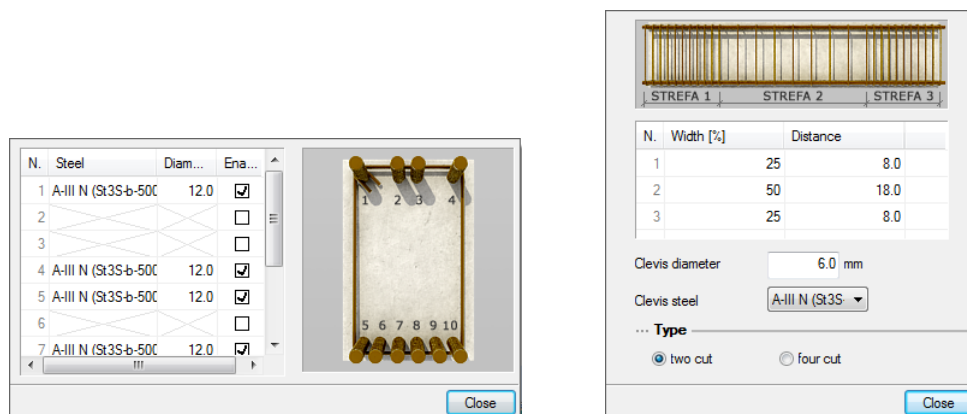 N. Steel Diam... Ena...
1 A-III N (St3S-b-500 12.0
2
3
4 A-III N (St3S-b-500 12.0
5 A-III N (St3S-b-500 12.0
6
7 A-III N (St3S-b-500 12.0
1 2 3 4
5 6 7 8 9 10
Close
STREFA 1 STREFA 2 STREFA 3
N. Width [%] Distance
1 25 8.0
2 50 18.0
3 25 8.0
Clevis diameter 6.0 mm
Clevis steel A-III N (St3S-
... Type
two cut four cut
Close